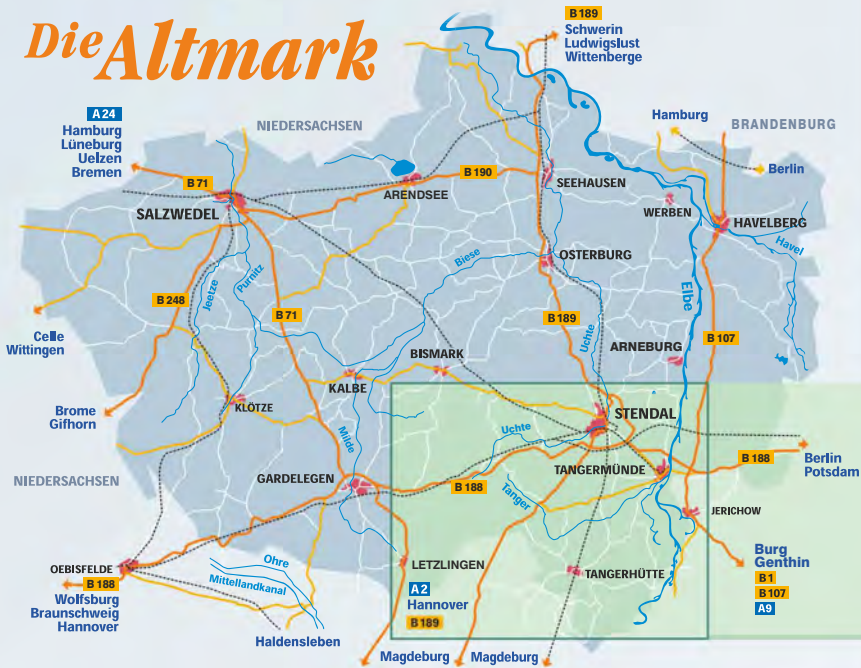 Die Altmark
B 189
Schwerin
Ludwigslust
Wittenberge
A 24
Hamburg
Lüneburg
Uelzen
Bremen
NIEDERSACHSEN
Hamburg
BRANDENBURG
Berlin
B 71
B 190
ARENDSEE
SEEHAUSEN
SALZWEDEL
WERBEN
HAVELBERG
Havel
OSTERBURG
Biese
Jeetze
Purnitz
Elbe
B 248
B 71
B 189
Uchte
B 107
Celle
Wittingen
BISMARK
ARNEBURG
KALBE
Brome
Gifhorn
KLÖTZE
STENDAL
Milde
Uchte
NIEDERSACHSEN
GARDELEGEN
TANGERMÜNDE
B 188
B 188
Berlin
Potsdam
Tanger
JERICHOW
OEBISFELDE
Ohre
LETZLINGEN
TANGERHÜTTE
Burg
Genthin
B 1
B 107
A9
B 188
Mittellandkanal
Wolfsburg
Braunschweig
Hannover
A2
Hannover
B 189
Haldensleben
Magdeburg
Magdeburg